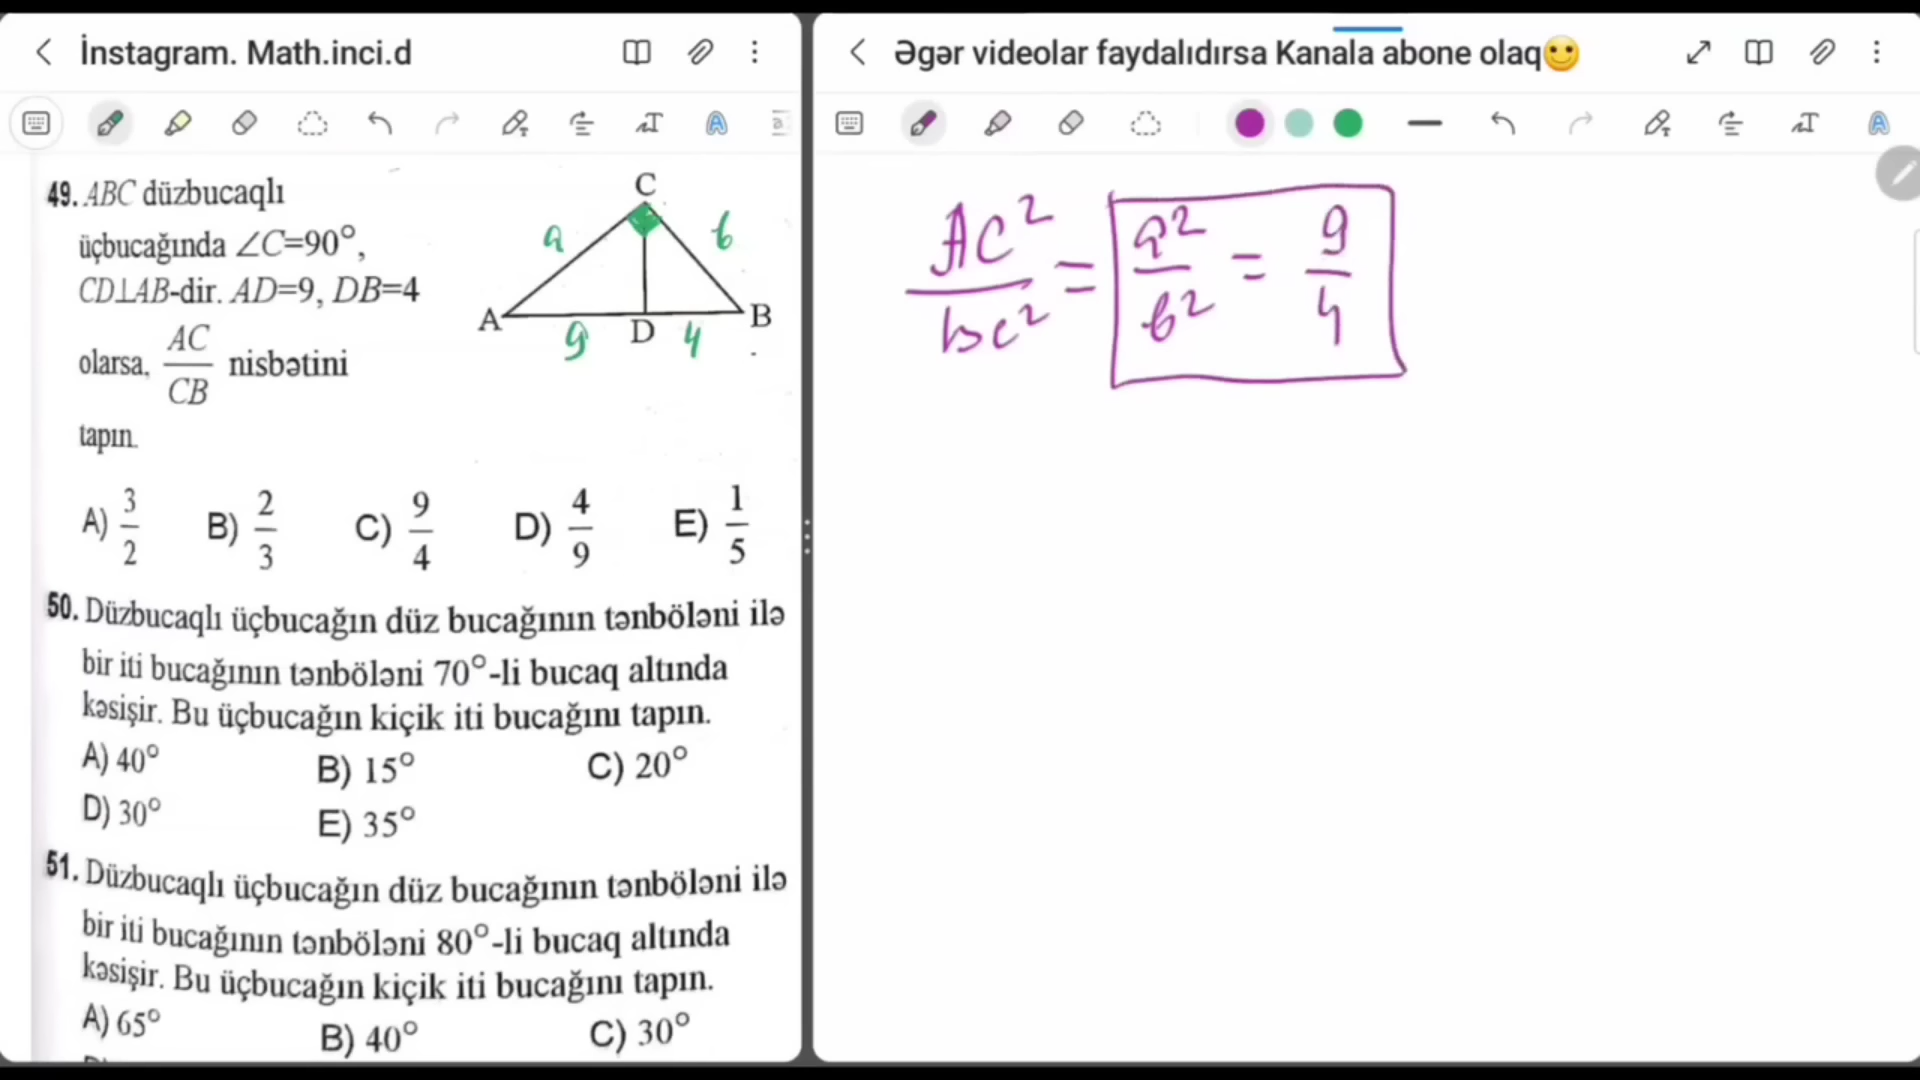 İnstagram. Math.inci.d
49. ABC düzbucaqlı
üçbucağında ∠C=90°,
CD⊥AB-dir. AD=9, DB=4
olarsa, AC/CB nisbətini
tapın.
C
a
b
A
D
B
9
4
A) 3/2 B) 2/3 C) 9/4 D) 4/9 E) 1/5
50. Düzbucaqlı üçbucağın düz bucağının tənböləni ilə
bir iti bucağının tənböləni 70°-li bucaq altında
kəsişir. Bu üçbucağın kiçik iti bucağını tapın.
A) 40° B) 15° C) 20°
D) 30° E) 35°
51. Düzbucaqlı üçbucağın düz bucağının tənböləni ilə
bir iti bucağının tənböləni 80°-li bucaq altında
kəsişir. Bu üçbucağın kiçik iti bucağını tapın.
A) 65° B) 40° C) 30°
Əgər videolar faydalıdırsa Kanala abone olaq🙂
AC²/BC² = a²/b² = 9/4